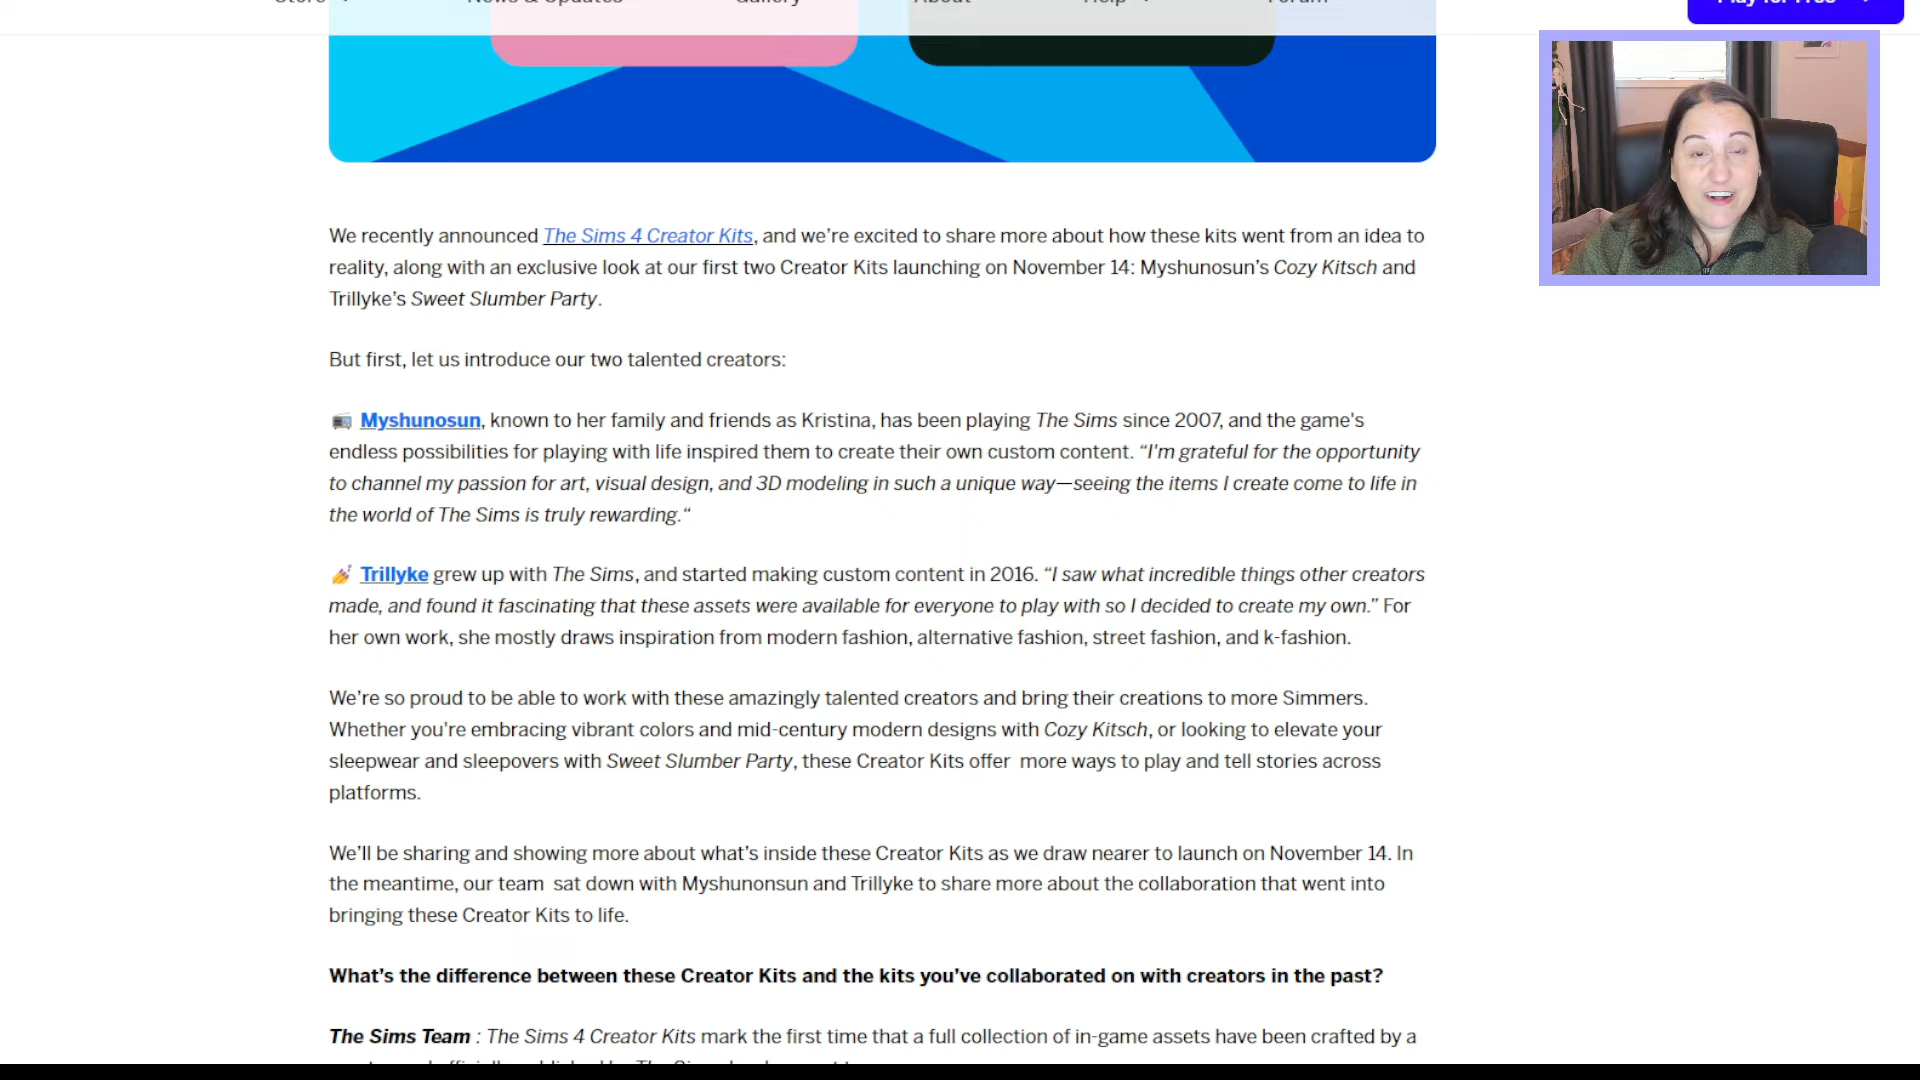 Store News & Updates Gallery About Help Forum Play for Free
We recently announced The Sims 4 Creator Kits, and we're excited to share more about how these kits went from an idea to
reality, along with an exclusive look at our first two Creator Kits launching on November 14: Myshunosun's Cozy Kitsch and
Trillyke's Sweet Slumber Party.
But first, let us introduce our two talented creators:
📻 Myshunosun, known to her family and friends as Kristina, has been playing The Sims since 2007, and the game's
endless possibilities for playing with life inspired them to create their own custom content. “I'm grateful for the opportunity
to channel my passion for art, visual design, and 3D modeling in such a unique way—seeing the items I create come to life in
the world of The Sims is truly rewarding.“
💅 Trillyke grew up with The Sims, and started making custom content in 2016. “I saw what incredible things other creators
made, and found it fascinating that these assets were available for everyone to play with so I decided to create my own.” For
her own work, she mostly draws inspiration from modern fashion, alternative fashion, street fashion, and k-fashion.
We're so proud to be able to work with these amazingly talented creators and bring their creations to more Simmers.
Whether you're embracing vibrant colors and mid-century modern designs with Cozy Kitsch, or looking to elevate your
sleepwear and sleepovers with Sweet Slumber Party, these Creator Kits offer  more ways to play and tell stories across
platforms.
We'll be sharing and showing more about what's inside these Creator Kits as we draw nearer to launch on November 14. In
the meantime, our team  sat down with Myshunonsun and Trillyke to share more about the collaboration that went into
bringing these Creator Kits to life.
What's the difference between these Creator Kits and the kits you've collaborated on with creators in the past?
The Sims Team : The Sims 4 Creator Kits mark the first time that a full collection of in-game assets have been crafted by a